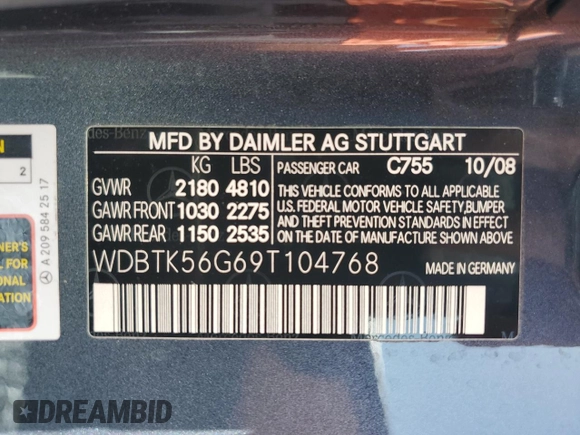 MFD BY DAIMLER AG STUTTGART
KG LBS PASSENGER CAR C755 10/08
GVWR 2180 4810 THIS VEHICLE CONFORMS TO ALL APPLICABLE
GAWR FRONT 1030 2275 U.S. FEDERAL MOTOR VEHICLE SAFETY, BUMPER
AND THEFT PREVENTION STANDARDS IN EFFECT
GAWR REAR 1150 2535 ON THE DATE OF MANUFACTURE SHOWN ABOVE.
WDBTK56G69T104768 MADE IN GERMANY
N
2
A 209 584 25 17
DREAMBID